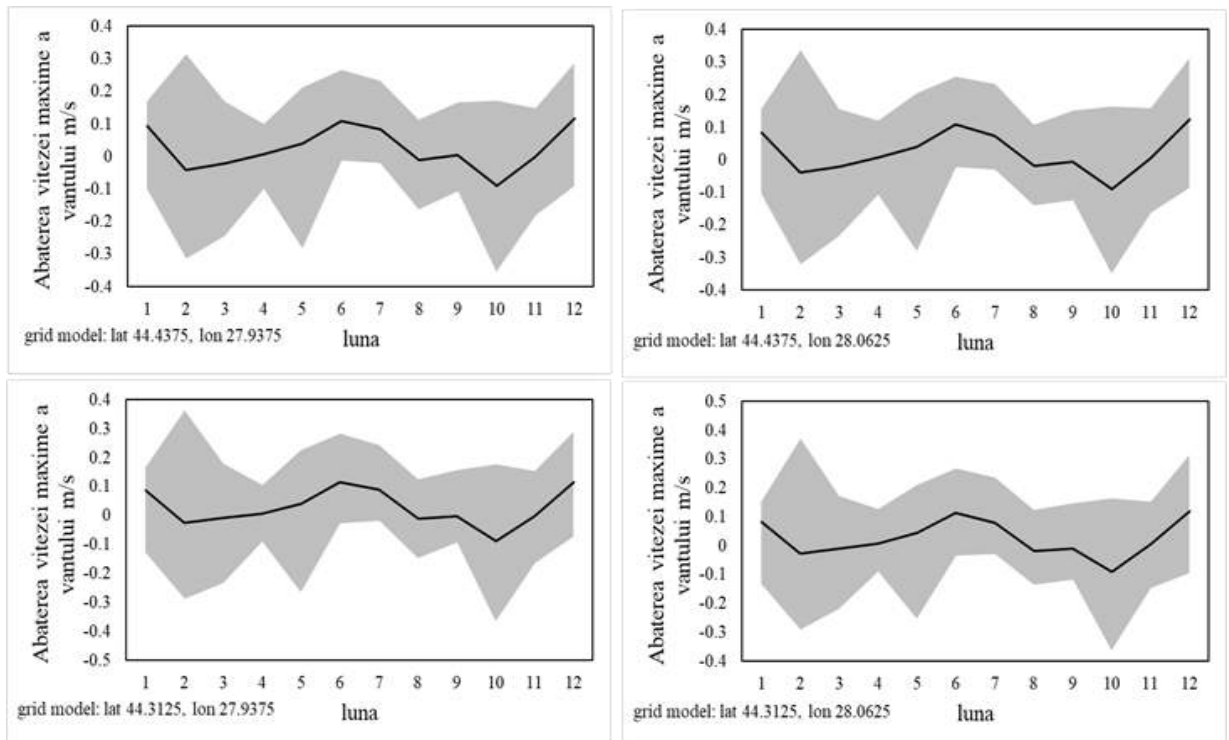 Abaterea vitezei maxime a
vantului m/s
0.4
0.3
0.2
0.1
0
-0.1
-0.2
-0.3
-0.4
1 2 3 4 5 6 7 8 9 10 11 12
grid model: lat 44.4375, lon 27.9375
luna
Abaterea vitezei maxime a
vantului m/s
0.4
0.3
0.2
0.1
0
-0.1
-0.2
-0.3
-0.4
1 2 3 4 5 6 7 8 9 10 11 12
grid model: lat 44.4375, lon 28.0625
luna
Abaterea vitezei maxime a
vantului m/s
0.4
0.3
0.2
0.1
0
-0.1
-0.2
-0.3
-0.4
-0.5
1 2 3 4 5 6 7 8 9 10 11 12
grid model: lat 44.3125, lon 27.9375
luna
Abaterea vitezei maxime a
vantului m/s
0.5
0.4
0.3
0.2
0.1
0
-0.1
-0.2
-0.3
-0.4
1 2 3 4 5 6 7 8 9 10 11 12
grid model: lat 44.3125, lon 28.0625
luna